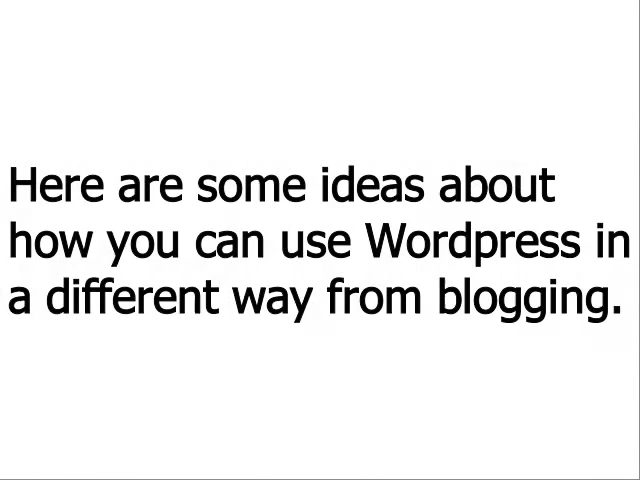 Here are some ideas about
how you can use Wordpress in
a different way from blogging.